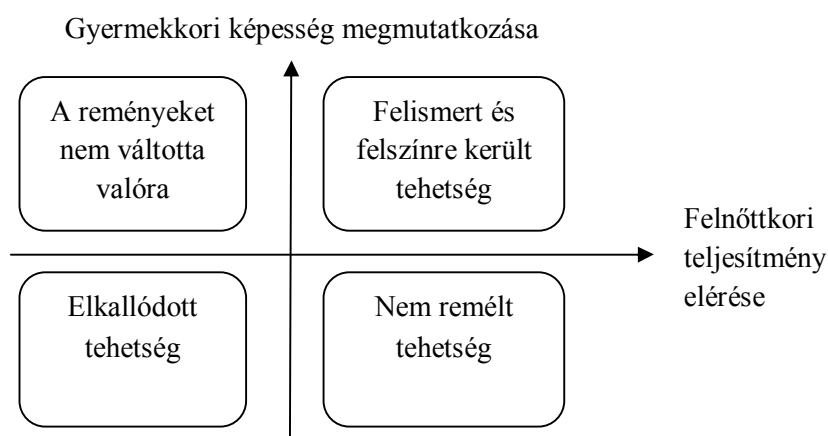 Gyermekkori képesség megmutatkozása
A reményeket
nem váltotta
valóra
Felismert és
felszínre került
tehetség
Felnőttkori
teljesítmény
elérése
Elkallódott
tehetség
Nem remélt
tehetség